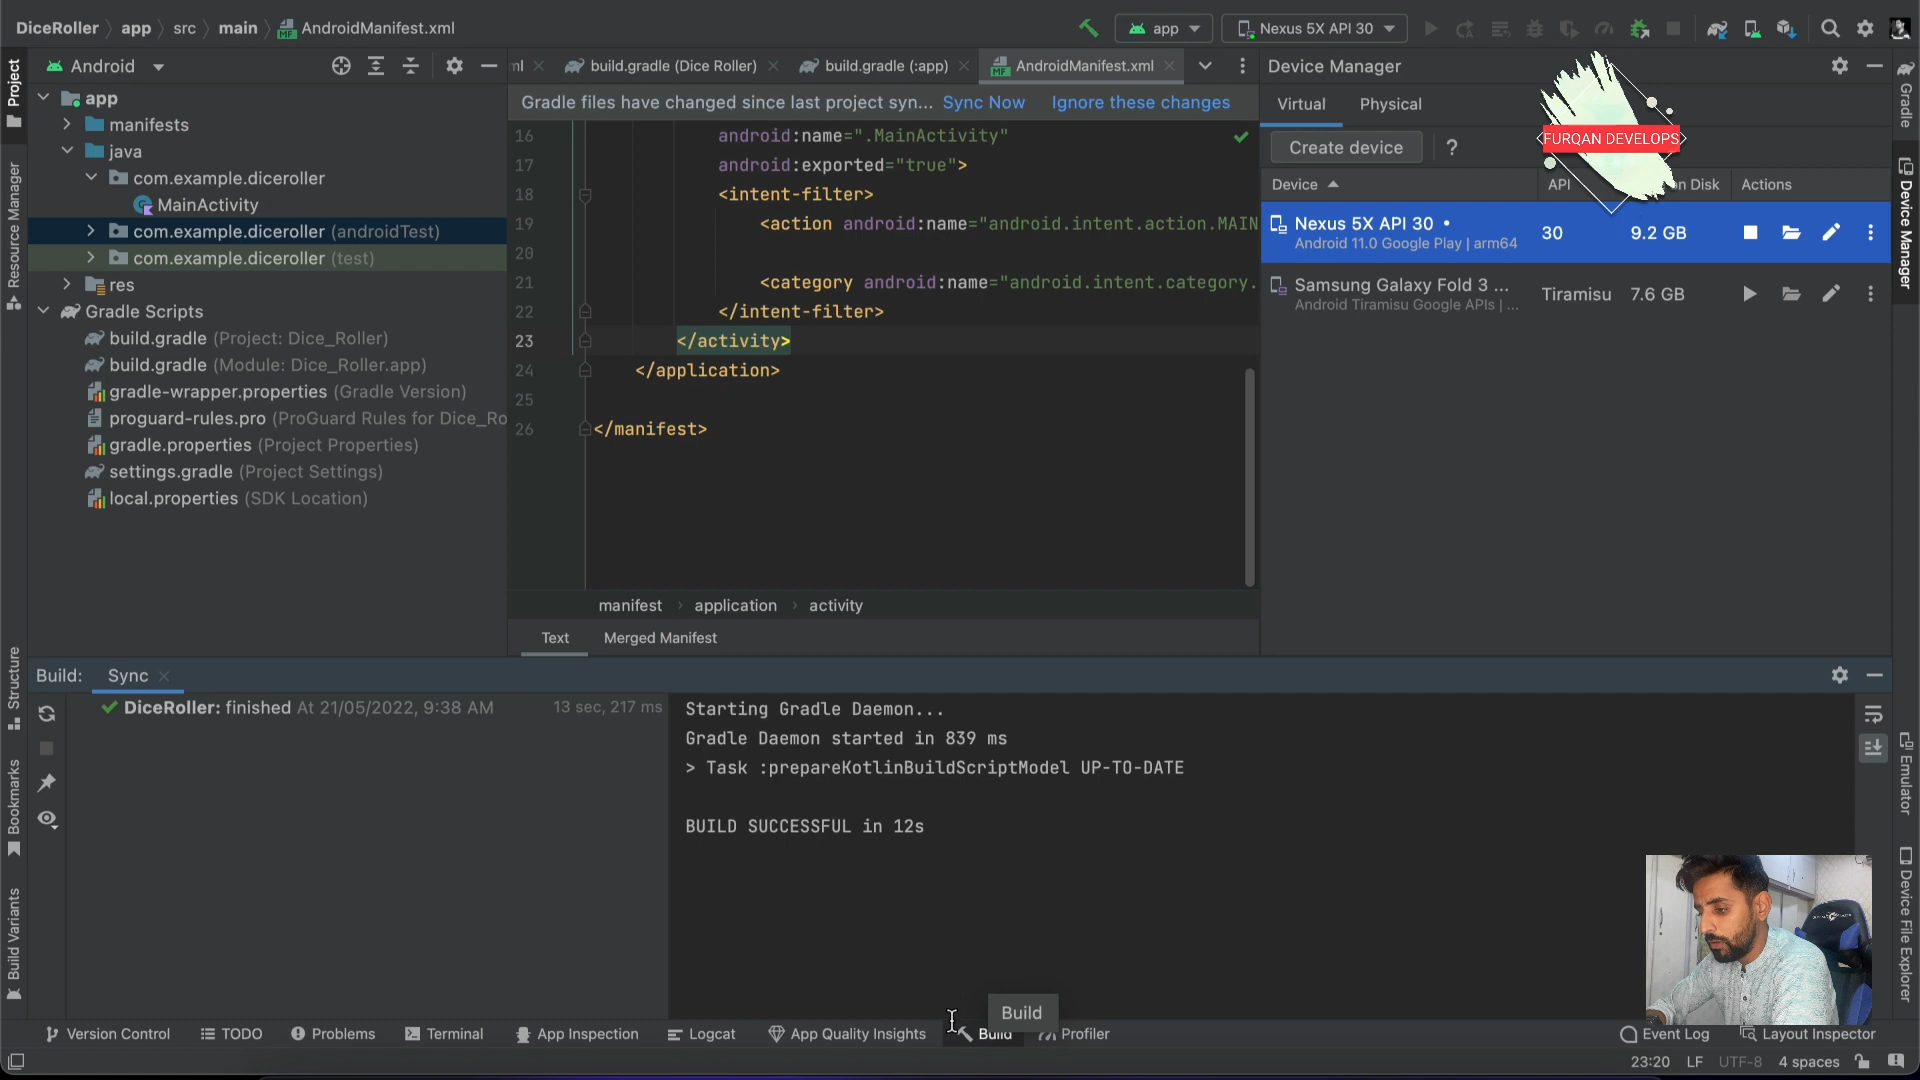 DiceRoller app src main AndroidManifest.xml
app
Nexus 5X API 30
Project
Android
ml
build.gradle (Dice Roller)
build.gradle (:app)
AndroidManifest.xml
Device Manager
Gradle
app
manifests
java
com.example.diceroller
MainActivity
com.example.diceroller (androidTest)
com.example.diceroller (test)
res
Gradle Scripts
build.gradle (Project: Dice_Roller)
build.gradle (Module: Dice_Roller.app)
gradle-wrapper.properties (Gradle Version)
proguard-rules.pro (ProGuard Rules for Dice_Ro
gradle.properties (Project Properties)
settings.gradle (Project Settings)
local.properties (SDK Location)
Gradle files have changed since last project syn... Sync Now Ignore these changes
16 android:name=".MainActivity"
17 android:exported="true">
18 <intent-filter>
19 <action android:name="android.intent.action.MAIN
20
21 <category android:name="android.intent.category.
22 </intent-filter>
23 </activity>
24 </application>
25
26 </manifest>
manifest application activity
Text Merged Manifest
Virtual Physical
Create device ?
FURQAN DEVELOPS
Device API n Disk Actions
Nexus 5X API 30 • 30 9.2 GB
Android 11.0 Google Play | arm64
Samsung Galaxy Fold 3 ... Tiramisu 7.6 GB
Android Tiramisu Google APIs | ...
Resource Manager
Structure
Bookmarks
Build Variants
Device Manager
Emulator
Device File Explorer
Build: Sync
DiceRoller: finished At 21/05/2022, 9:38 AM 13 sec, 217 ms
Starting Gradle Daemon...
Gradle Daemon started in 839 ms
> Task :prepareKotlinBuildScriptModel UP-TO-DATE
BUILD SUCCESSFUL in 12s
Build
Version Control TODO Problems Terminal App Inspection Logcat App Quality Insights Build Profiler Event Log Layout Inspector
23:20 LF UTF-8 4 spaces